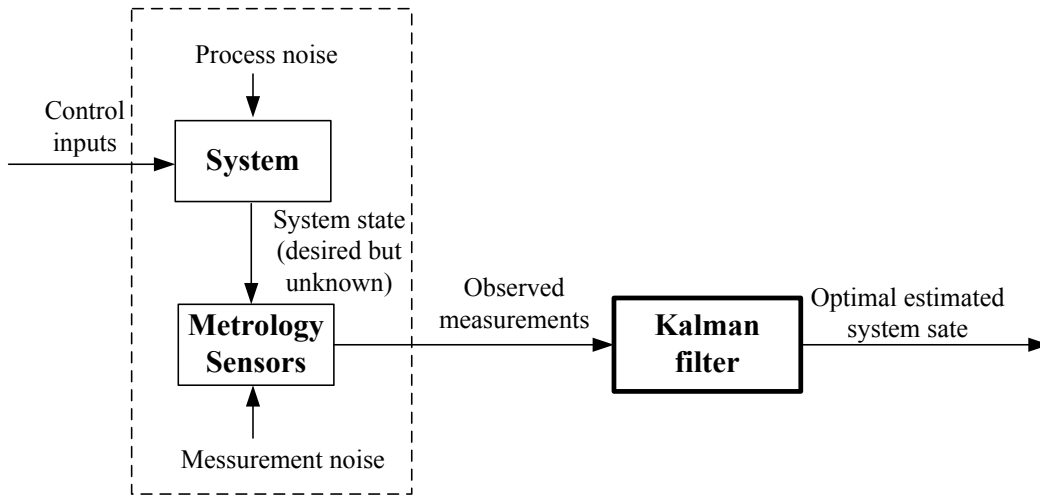 Process noise
Control
inputs
System
System state
(desired but
unknown)
Metrology
Sensors
Messurement noise
Observed
measurements
Kalman
filter
Optimal estimated
system sate